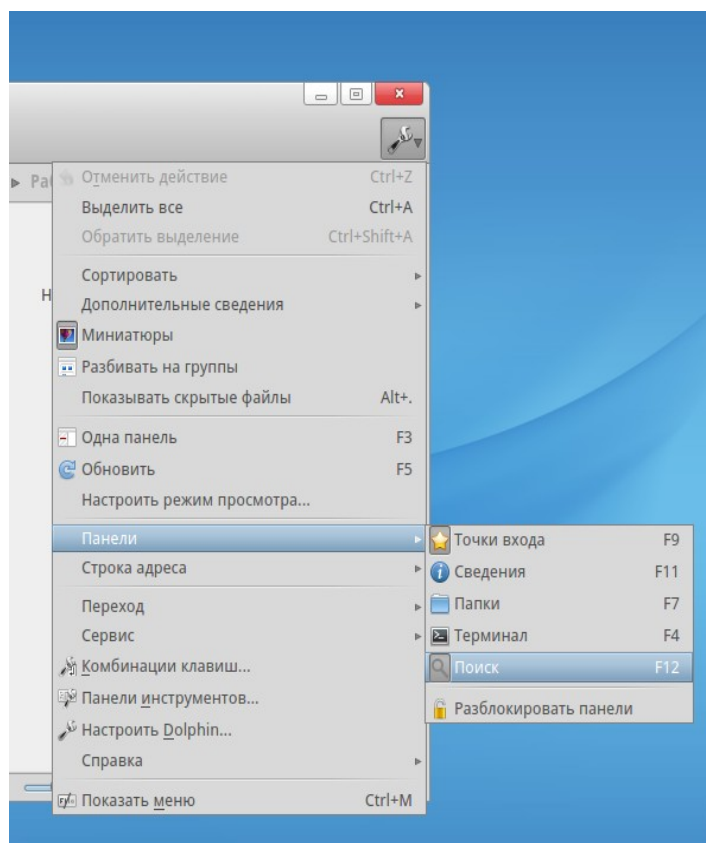 Раб
Отменить действие Ctrl+Z
Выделить все Ctrl+A
Обратить выделение Ctrl+Shift+A
Сортировать
Н
Дополнительные сведения
Миниатюры
Разбивать на группы
Показывать скрытые файлы Alt+.
Одна панель F3
Обновить F5
Настроить режим просмотра...
Панели
Точки входа F9
Строка адреса
Сведения F11
Переход
Папки F7
Сервис
Терминал F4
Комбинации клавиш...
Поиск F12
Панели инструментов...
Разблокировать панели
Настроить Dolphin...
Справка
Показать меню Ctrl+M